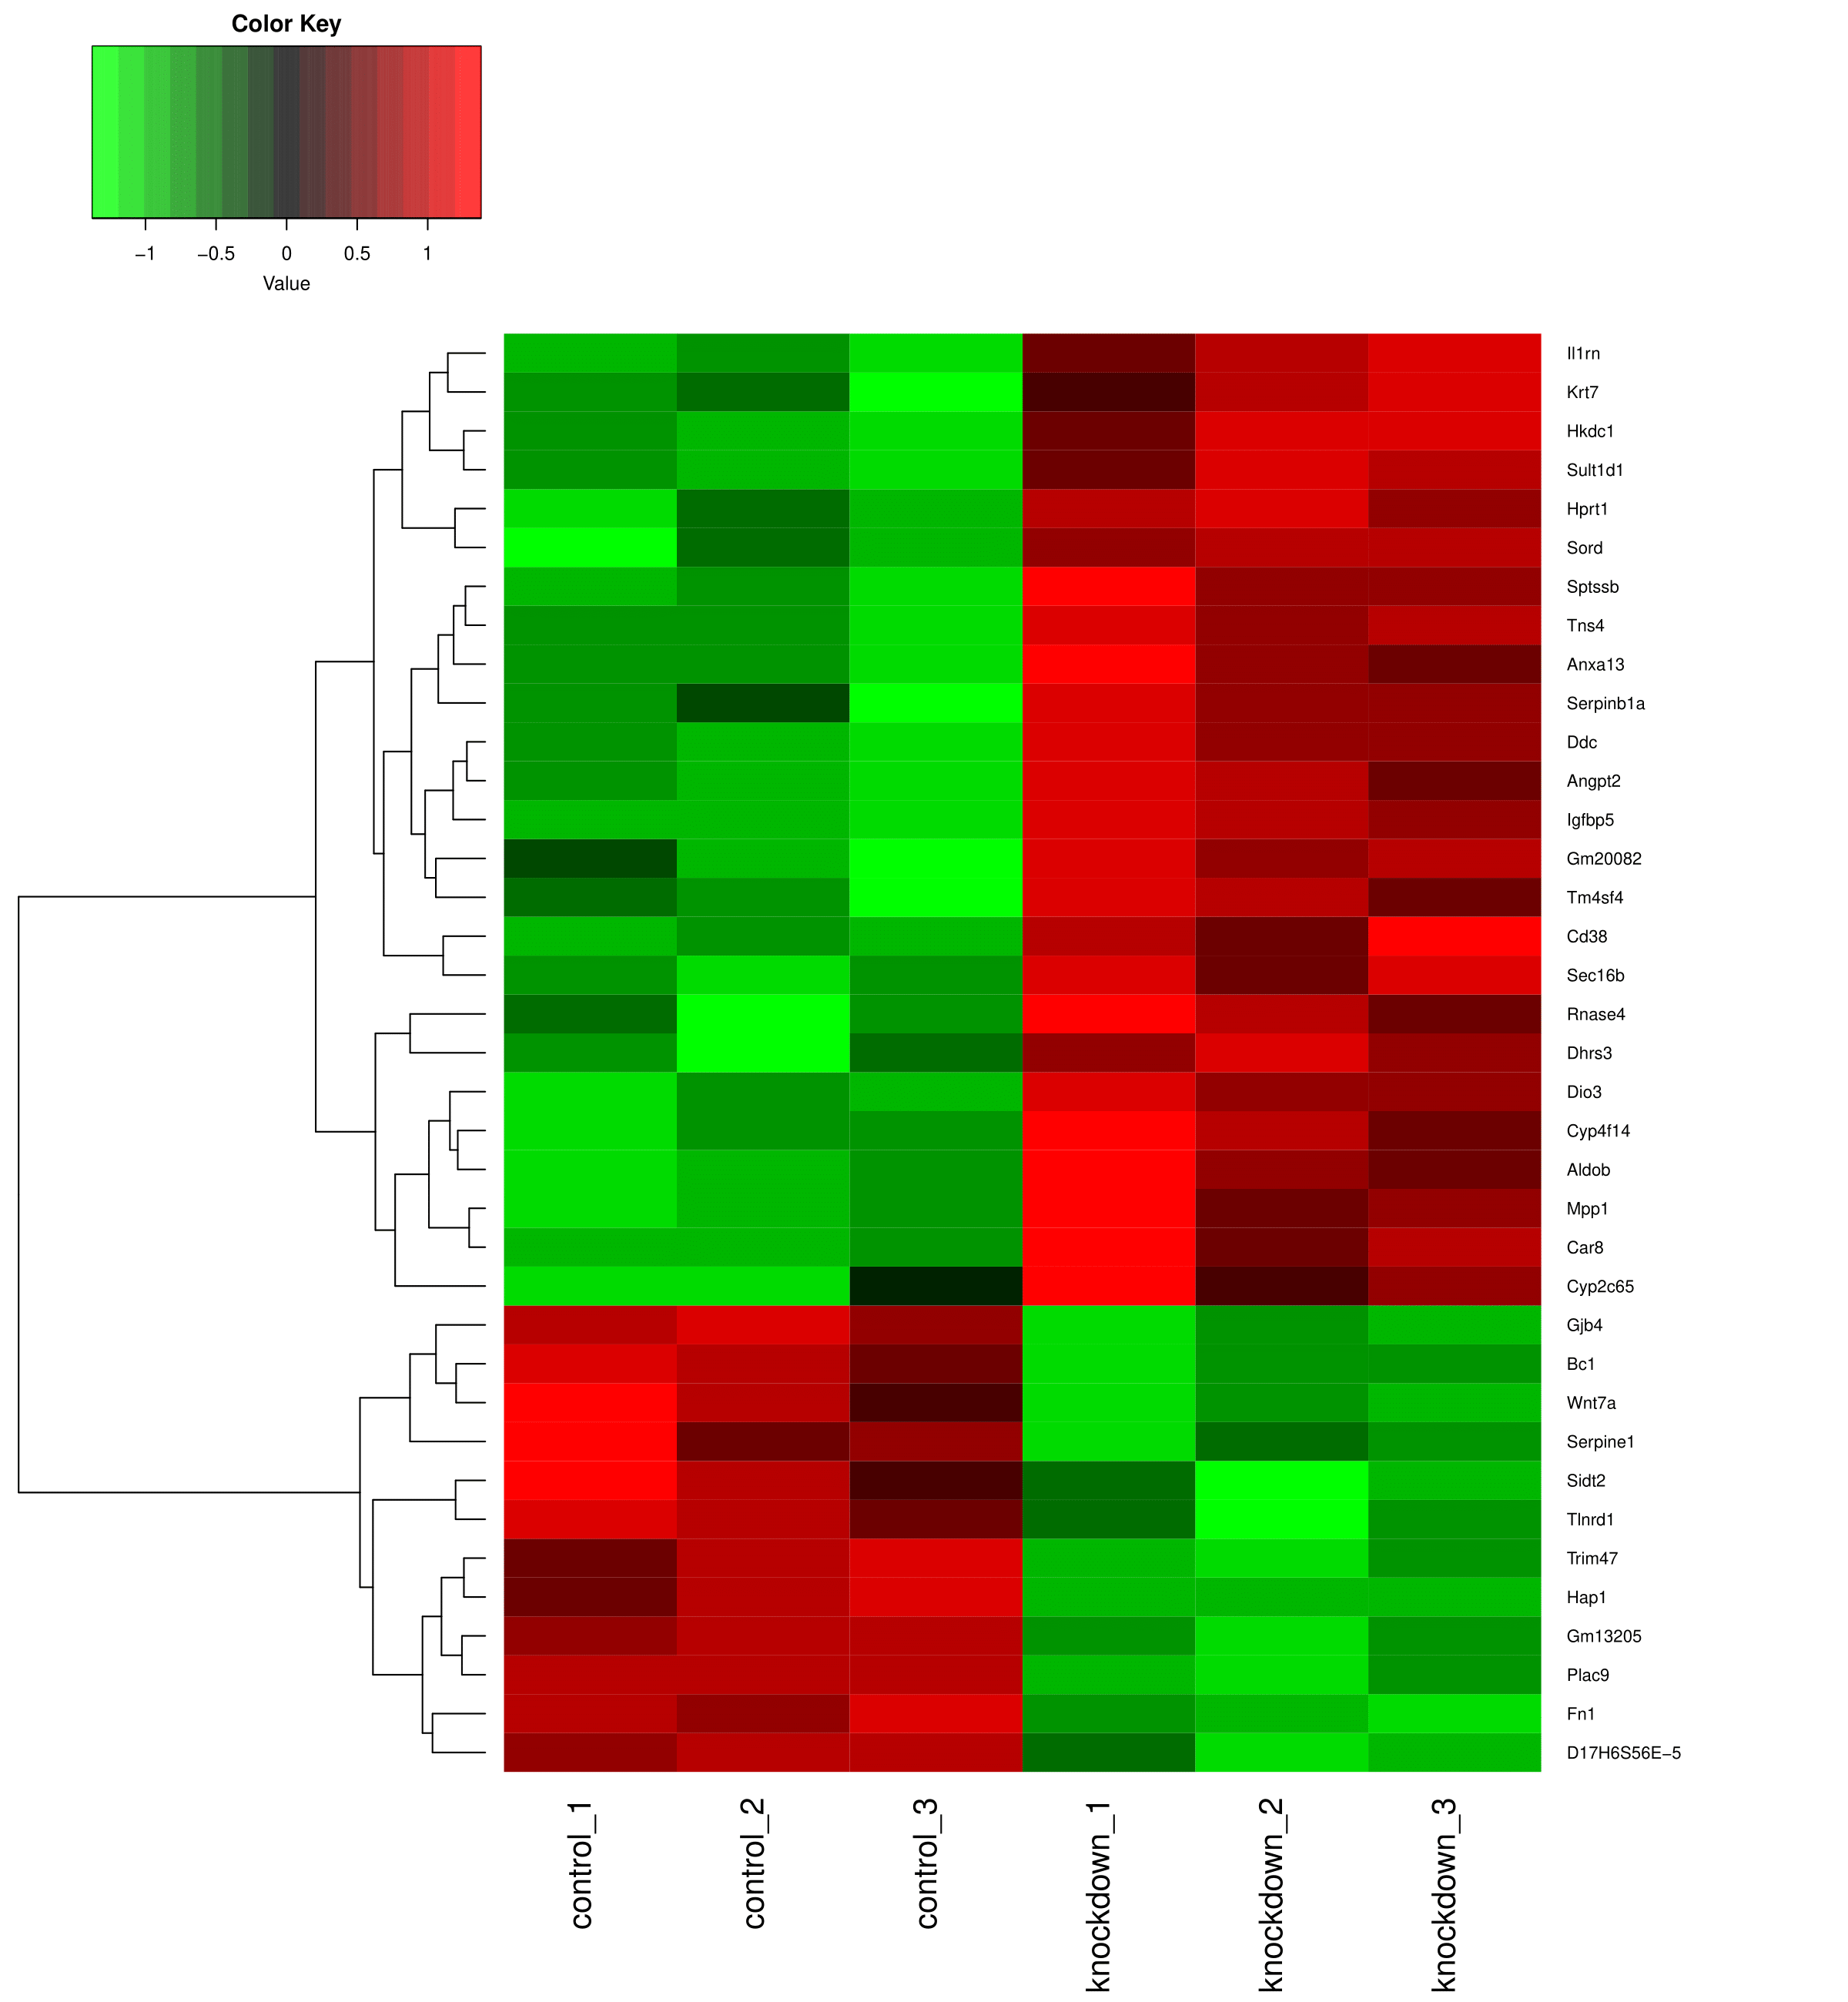 Color Key
−1 −0.5 0 0.5 1
Value
Il1rn
Krt7
Hkdc1
Sult1d1
Hprt1
Sord
Sptssb
Tns4
Anxa13
Serpinb1a
Ddc
Angpt2
Igfbp5
Gm20082
Tm4sf4
Cd38
Sec16b
Rnase4
Dhrs3
Dio3
Cyp4f14
Aldob
Mpp1
Car8
Cyp2c65
Gjb4
Bc1
Wnt7a
Serpine1
Sidt2
Tlnrd1
Trim47
Hap1
Gm13205
Plac9
Fn1
D17H6S56E−5
control_1
control_2
control_3
knockdown_1
knockdown_2
knockdown_3